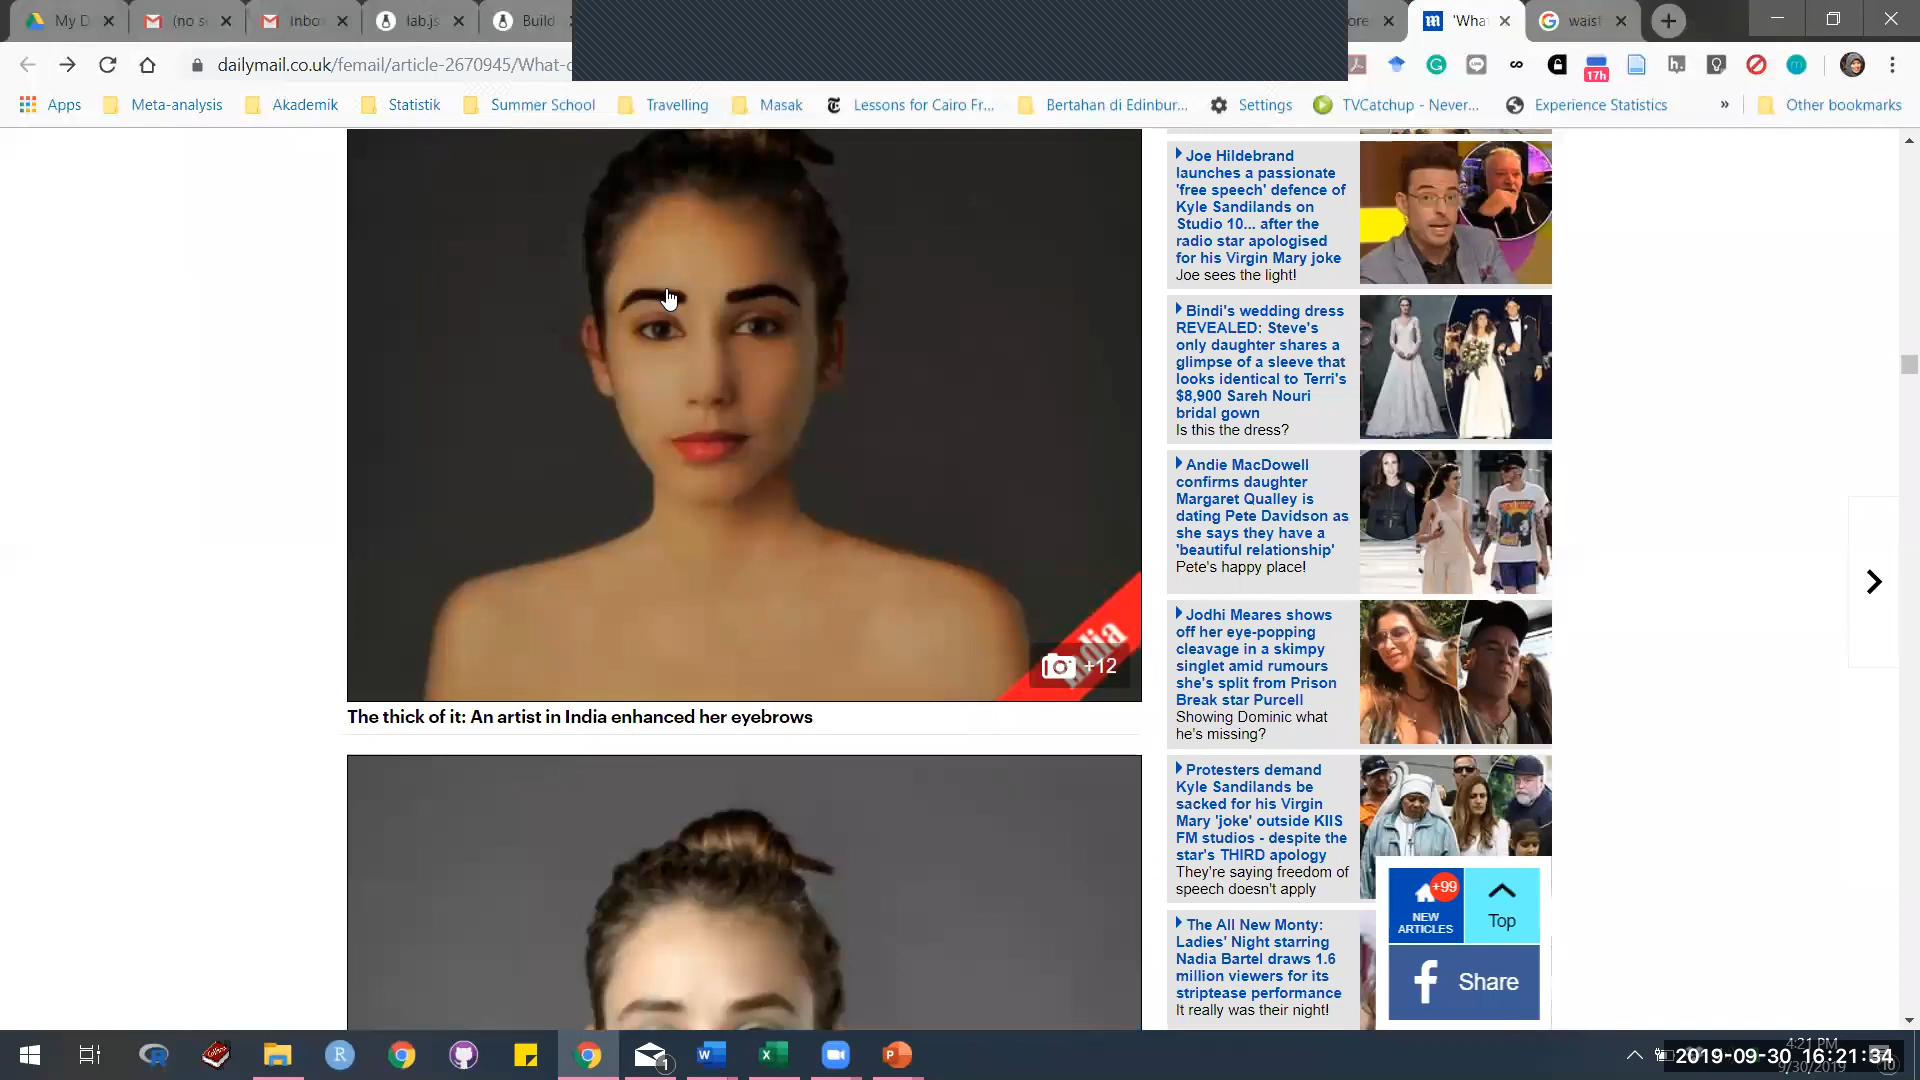 My D
(no s
Inbo
lab.js
Build
ore
'What
waist
dailymail.co.uk/femail/article-2670945/What-c
17h
Apps
Meta-analysis
Akademik
Statistik
Summer School
Travelling
Masak
Lessons for Cairo Fr...
Bertahan di Edinbur...
Settings
TVCatchup - Never...
Experience Statistics
»
Other bookmarks
India
+12
The thick of it: An artist in India enhanced her eyebrows
Joe Hildebrand
launches a passionate
'free speech' defence of
Kyle Sandilands on
Studio 10... after the
radio star apologised
for his Virgin Mary joke
Joe sees the light!
Bindi's wedding dress
REVEALED: Steve's
only daughter shares a
glimpse of a sleeve that
looks identical to Terri's
$8,900 Sareh Nouri
bridal gown
Is this the dress?
Andie MacDowell
confirms daughter
Margaret Qualley is
dating Pete Davidson as
she says they have a
'beautiful relationship'
Pete's happy place!
Jodhi Meares shows
off her eye-popping
cleavage in a skimpy
singlet amid rumours
she's split from Prison
Break star Purcell
Showing Dominic what
he's missing?
Protesters demand
Kyle Sandilands be
sacked for his Virgin
Mary 'joke' outside KIIS
FM studios - despite the
star's THIRD apology
They're saying freedom of
speech doesn't apply
The All New Monty:
Ladies' Night starring
Nadia Bartel draws 1.6
million viewers for its
striptease performance
It really was their night!
+99
NEW
ARTICLES
Top
Share
1
4:21 PM
2019-09-30 16:21:34
9/30/2019
10